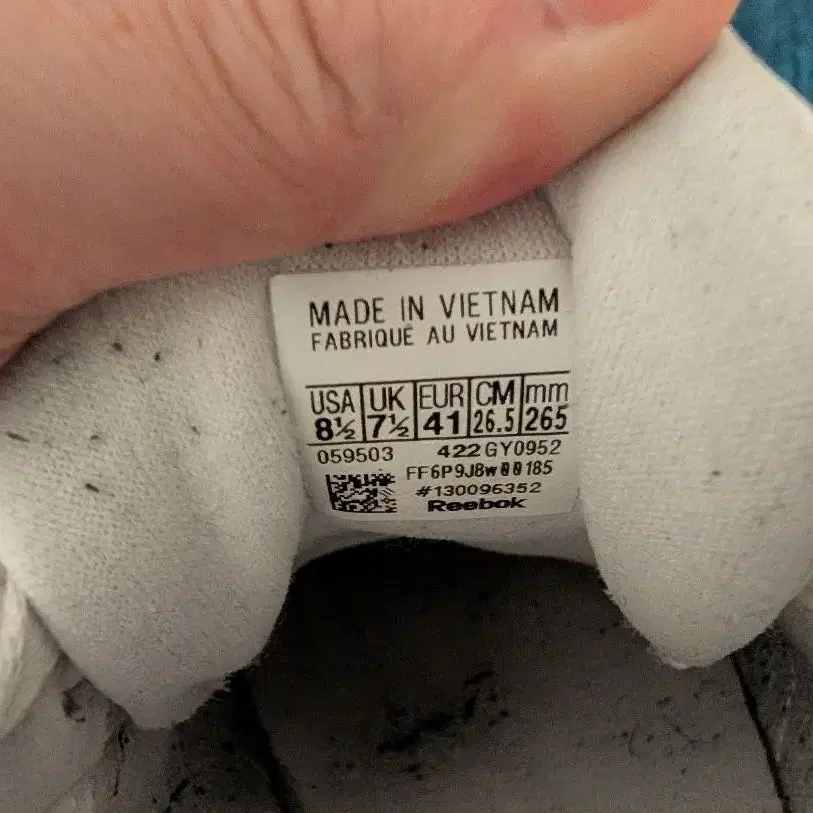 MADE IN VIETNAM
FABRIQUÉ AU VIETNAM
USA UK EUR CM mm
8½ 7½ 41 26.5 265
059503 422 GY0952
FF6P9J8W00185
#130096352
Reebok